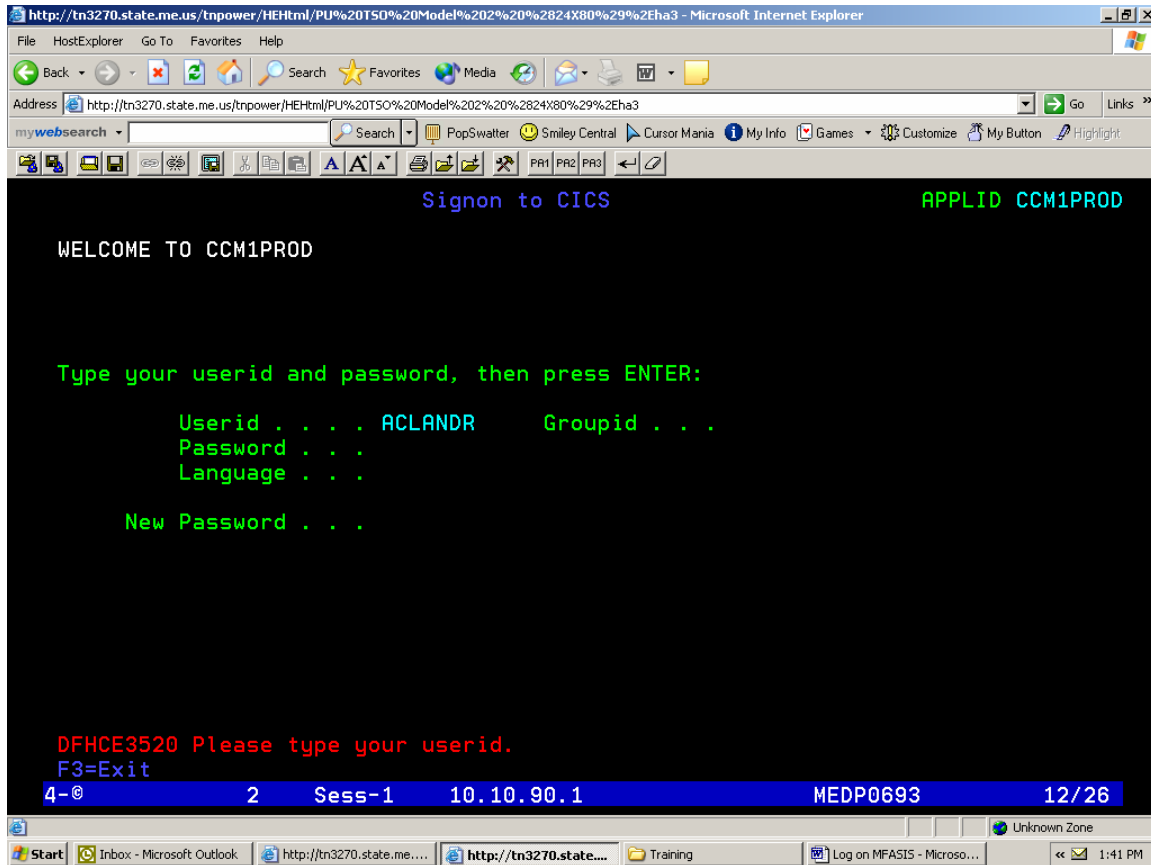 http://tn3270.state.me.us/tnpower/HEHtml/PU%20TSO%20Model%202%20%2824X80%29%2Eha3 - Microsoft Internet Explorer
File HostExplorer Go To Favorites Help
Back Search Favorites Media
Address http://tn3270.state.me.us/tnpower/HEHtml/PU%20TSO%20Model%202%20%2824X80%29%2Eha3 Go Links »
mywebsearch Search PopSwatter Smiley Central Cursor Mania My Info Games Customize My Button Highlight
A A A PA1 PA2 PA3
Signon to CICS APPLID CCM1PROD
WELCOME TO CCM1PROD
Type your userid and password, then press ENTER:
Userid . . . . ACLANDR Groupid . . .
Password . . .
Language . . .
New Password . . .
DFHCE3520 Please type your userid.
F3=Exit
4-© 2 Sess-1 10.10.90.1 MEDP0693 12/26
Unknown Zone
Start Inbox - Microsoft Outlook http://tn3270.state.me.... http://tn3270.state.... Training Log on MFASIS - Microso... « 1:41 PM